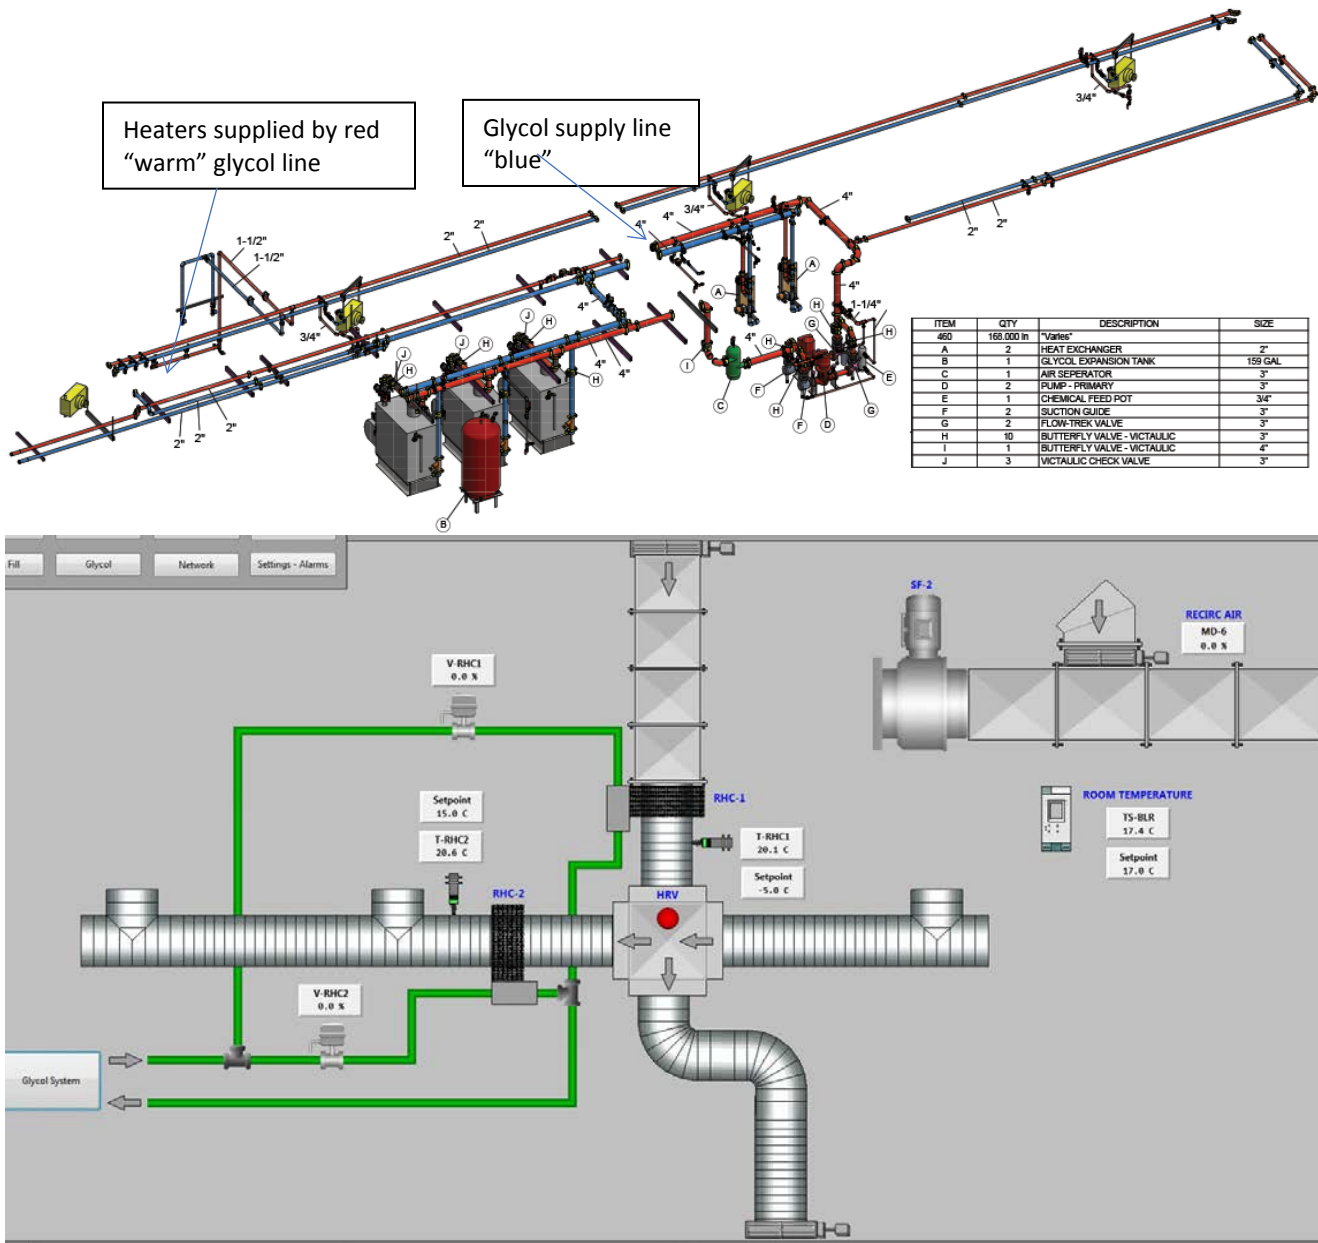 Heaters supplied by red
“warm” glycol line
Glycol supply line
“blue”
3/4"
3/4"
4"
4"
4"
2"
2"
2"
2"
1-1/2"
1-1/2"
4"
A
A
4"
1-1/4"
3/4"
4"
J
H
J
H
J
H
H
4"
4"
I
4"
H
H
G
H
E
C
F
H
F
D
G
2"
2"
2"
2"
B
ITEM QTY DESCRIPTION SIZE
460 168.000 in "Varies"
A 2 HEAT EXCHANGER 2"
B 1 GLYCOL EXPANSION TANK 159 GAL
C 1 AIR SEPERATOR 3"
D 2 PUMP - PRIMARY 3"
E 1 CHEMICAL FEED POT 3/4"
F 2 SUCTION GUIDE 3"
G 2 FLOW-TREK VALVE 3"
H 10 BUTTERFLY VALVE - VICTAULIC 3"
I 1 BUTTERFLY VALVE - VICTAULIC 4"
J 3 VICTAULIC CHECK VALVE 3"
Fill
Glycol
Network
Settings - Alarms
SF-2
RECIRC AIR
MD-6
0.0 %
V-RHC1
0.0 %
Setpoint
15.0 C
T-RHC2
20.6 C
RHC-1
T-RHC1
20.1 C
Setpoint
-5.0 C
ROOM TEMPERATURE
TS-BLR
17.4 C
Setpoint
17.0 C
RHC-2
HRV
V-RHC2
0.0 %
Glycol System